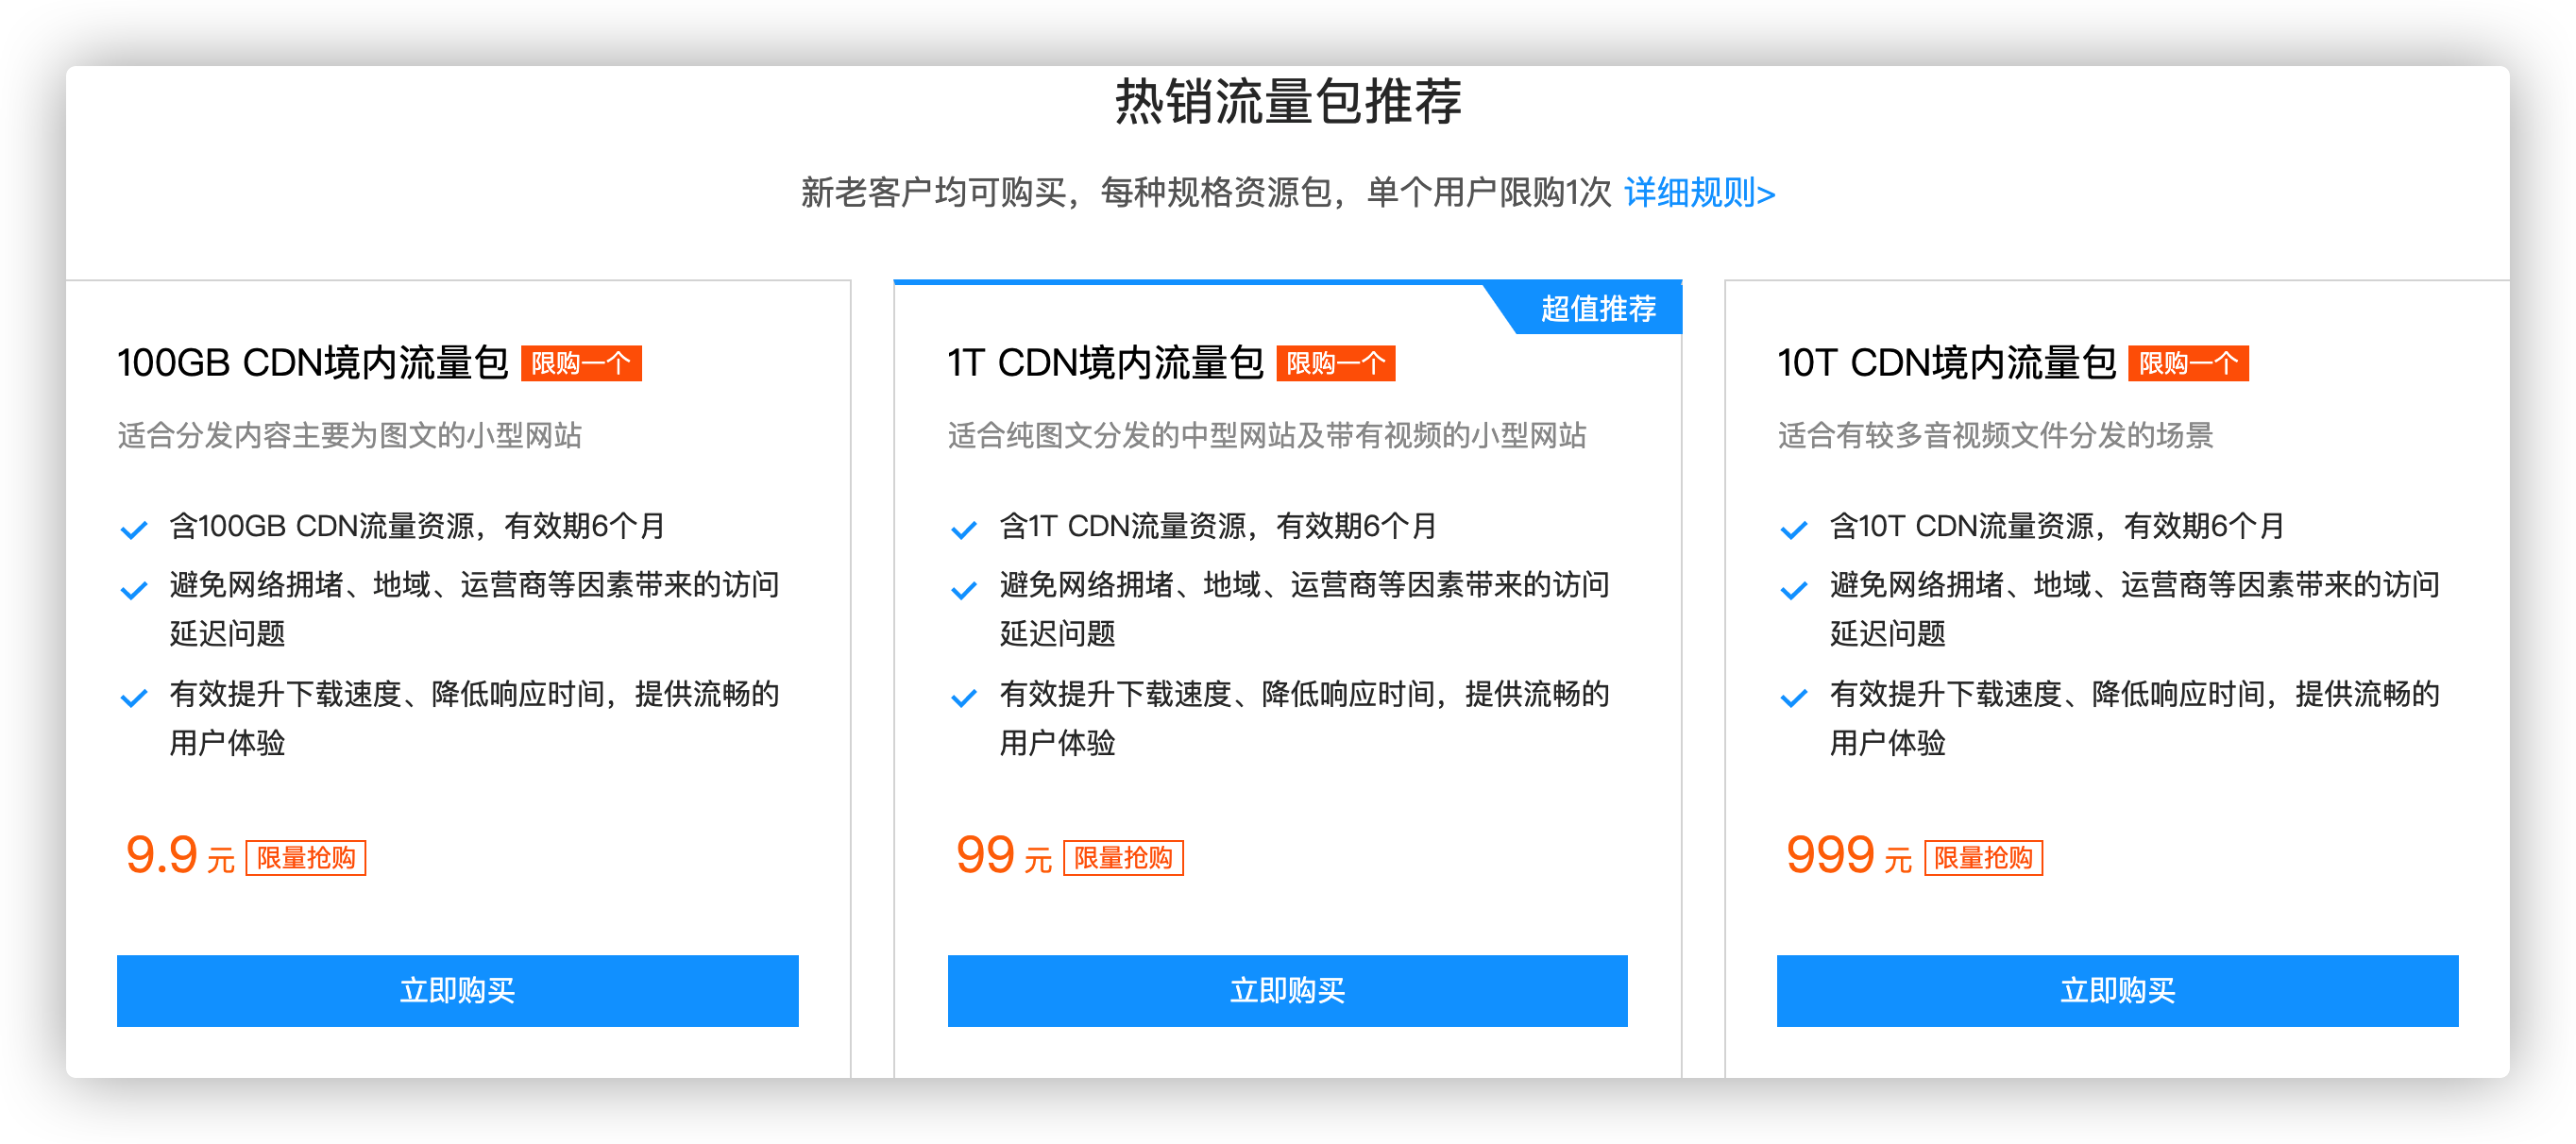 热销流量包推荐
新老客户均可购买，每种规格资源包，单个用户限购1次 详细规则>
100GB CDN境内流量包 限购一个
适合分发内容主要为图文的小型网站
含100GB CDN流量资源，有效期6个月
避免网络拥堵、地域、运营商等因素带来的访问
延迟问题
有效提升下载速度、降低响应时间，提供流畅的
用户体验
9.9 元 限量抢购
立即购买
超值推荐
1T CDN境内流量包 限购一个
适合纯图文分发的中型网站及带有视频的小型网站
含1T CDN流量资源，有效期6个月
避免网络拥堵、地域、运营商等因素带来的访问
延迟问题
有效提升下载速度、降低响应时间，提供流畅的
用户体验
99 元 限量抢购
立即购买
10T CDN境内流量包 限购一个
适合有较多音视频文件分发的场景
含10T CDN流量资源，有效期6个月
避免网络拥堵、地域、运营商等因素带来的访问
延迟问题
有效提升下载速度、降低响应时间，提供流畅的
用户体验
999 元 限量抢购
立即购买